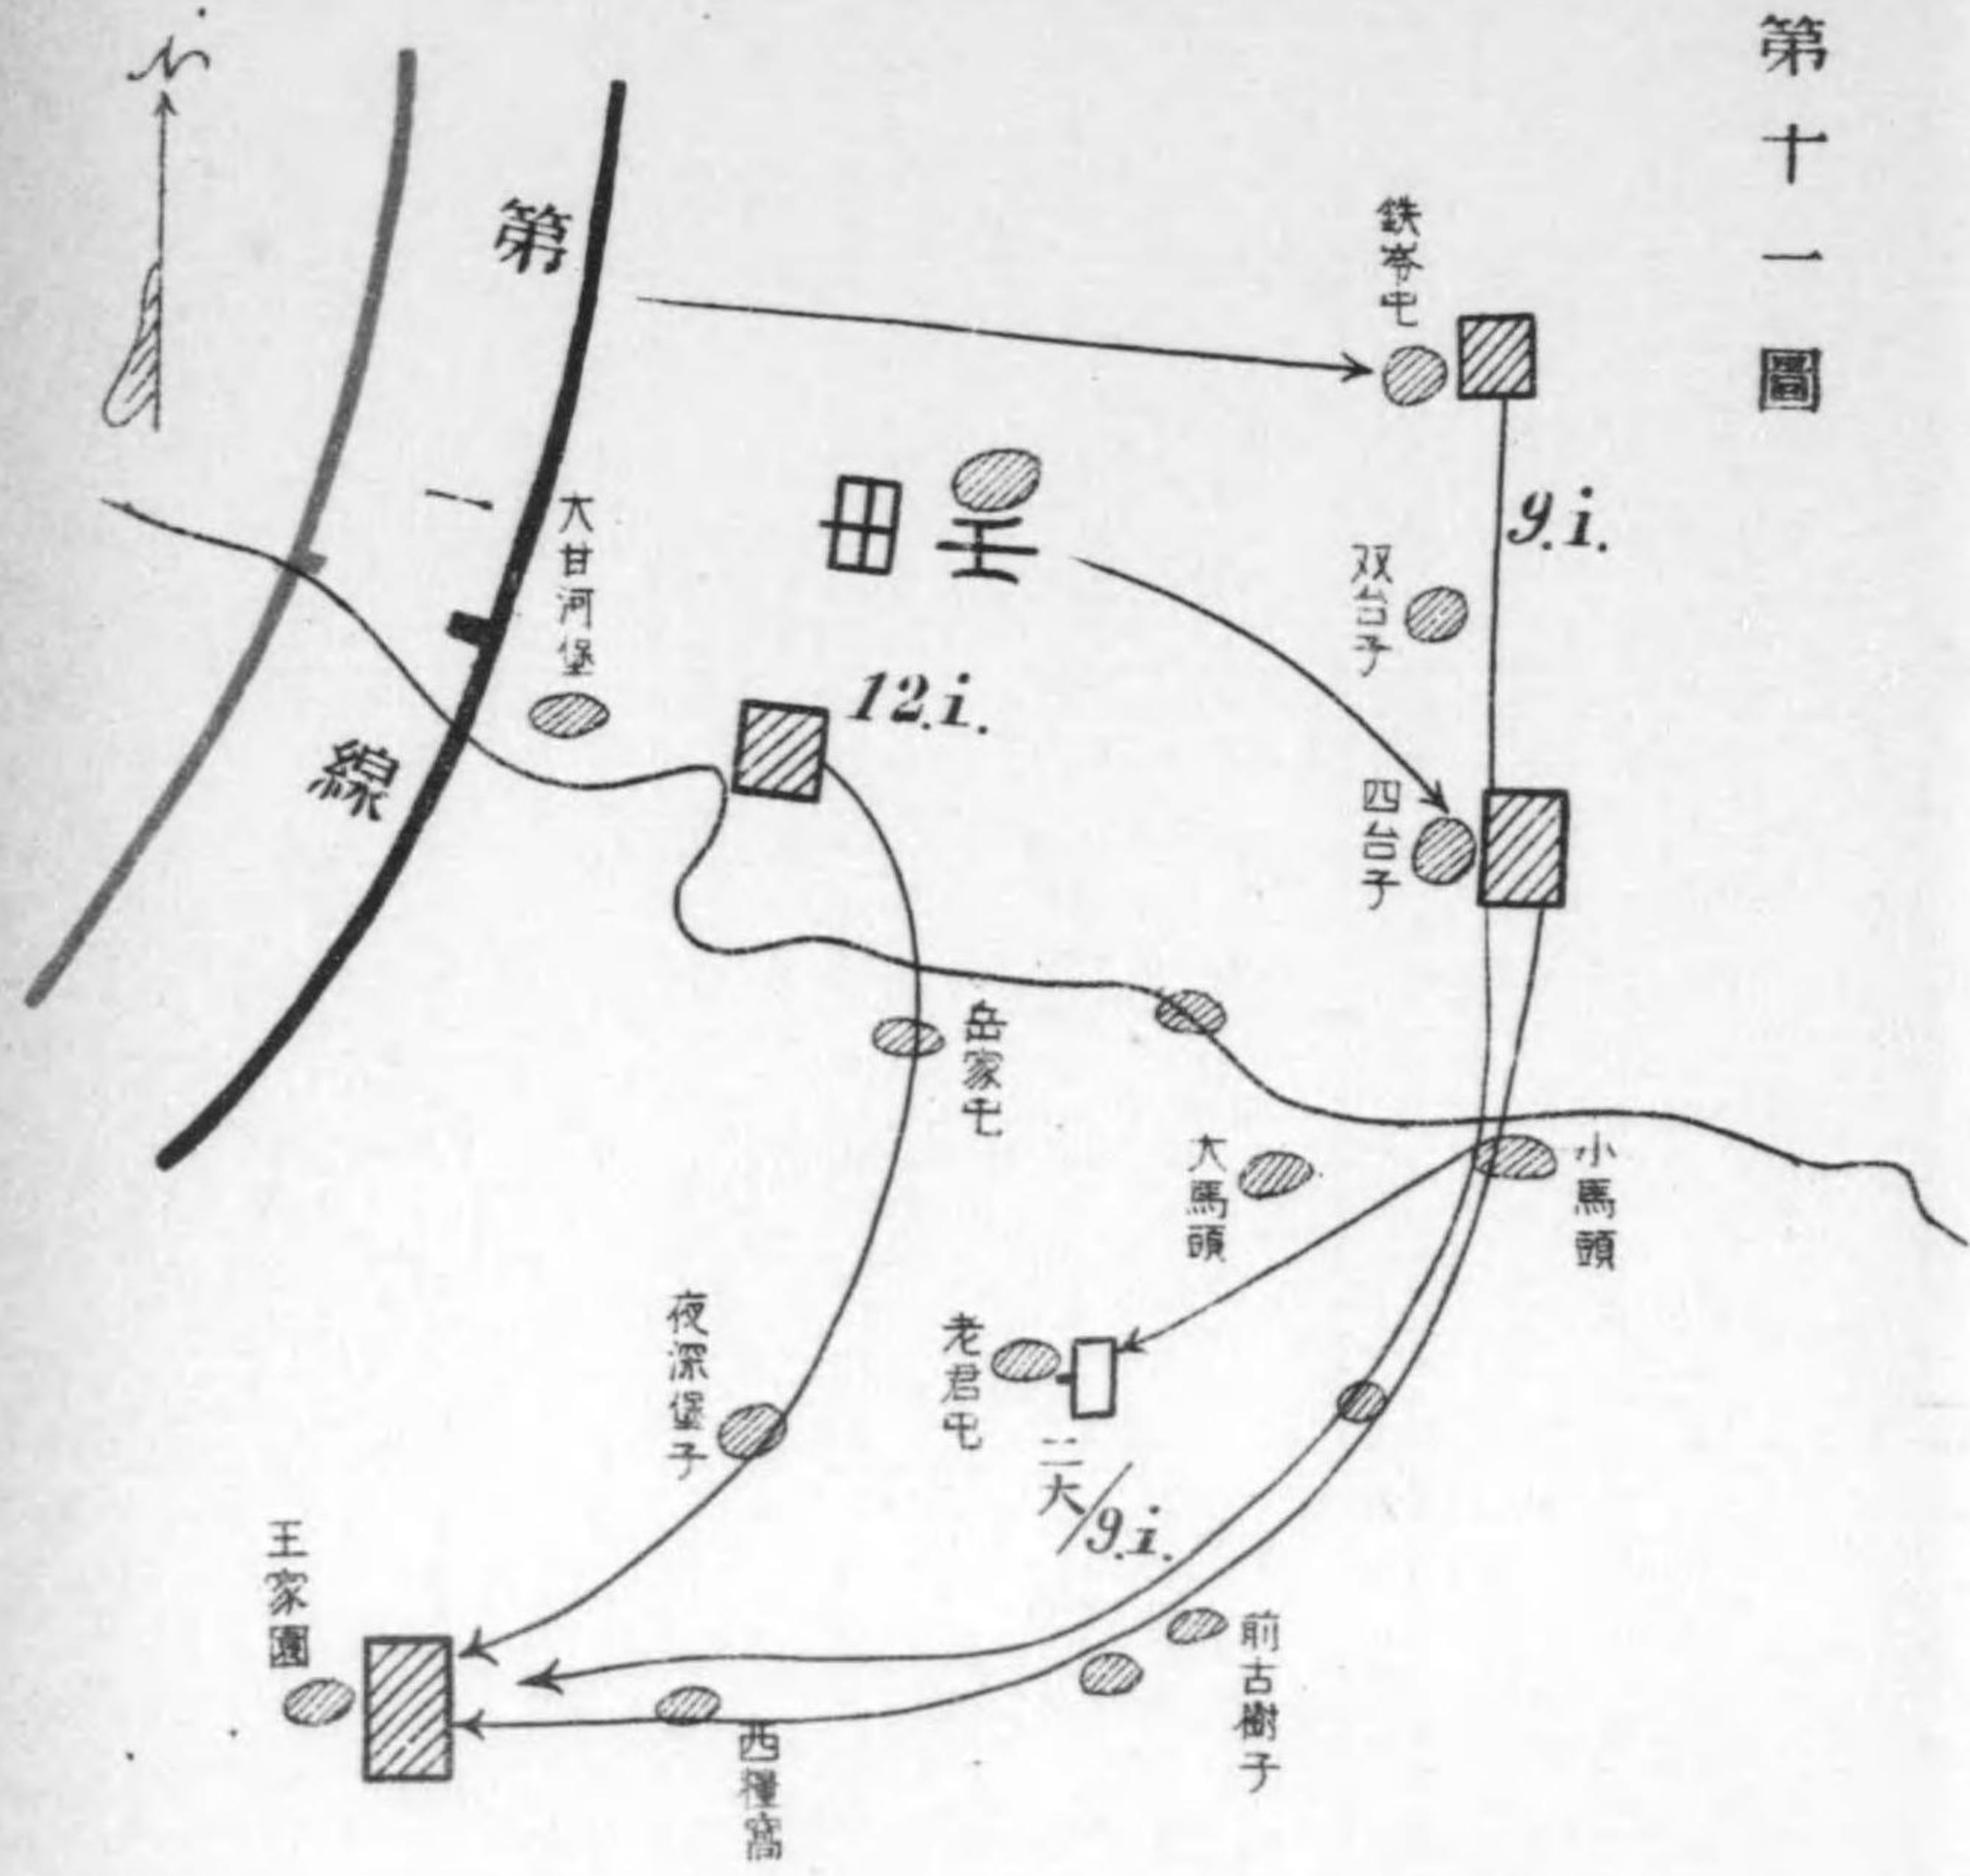 第十一圖
N
第一線
鉄嶺屯
9.i.
双台子
四台子
大甘河堡
12.i.
岳家屯
大馬頭
小馬頭
老君屯
二大/9.i.
夜深堡子
前古樹子
王家園
西糧窩